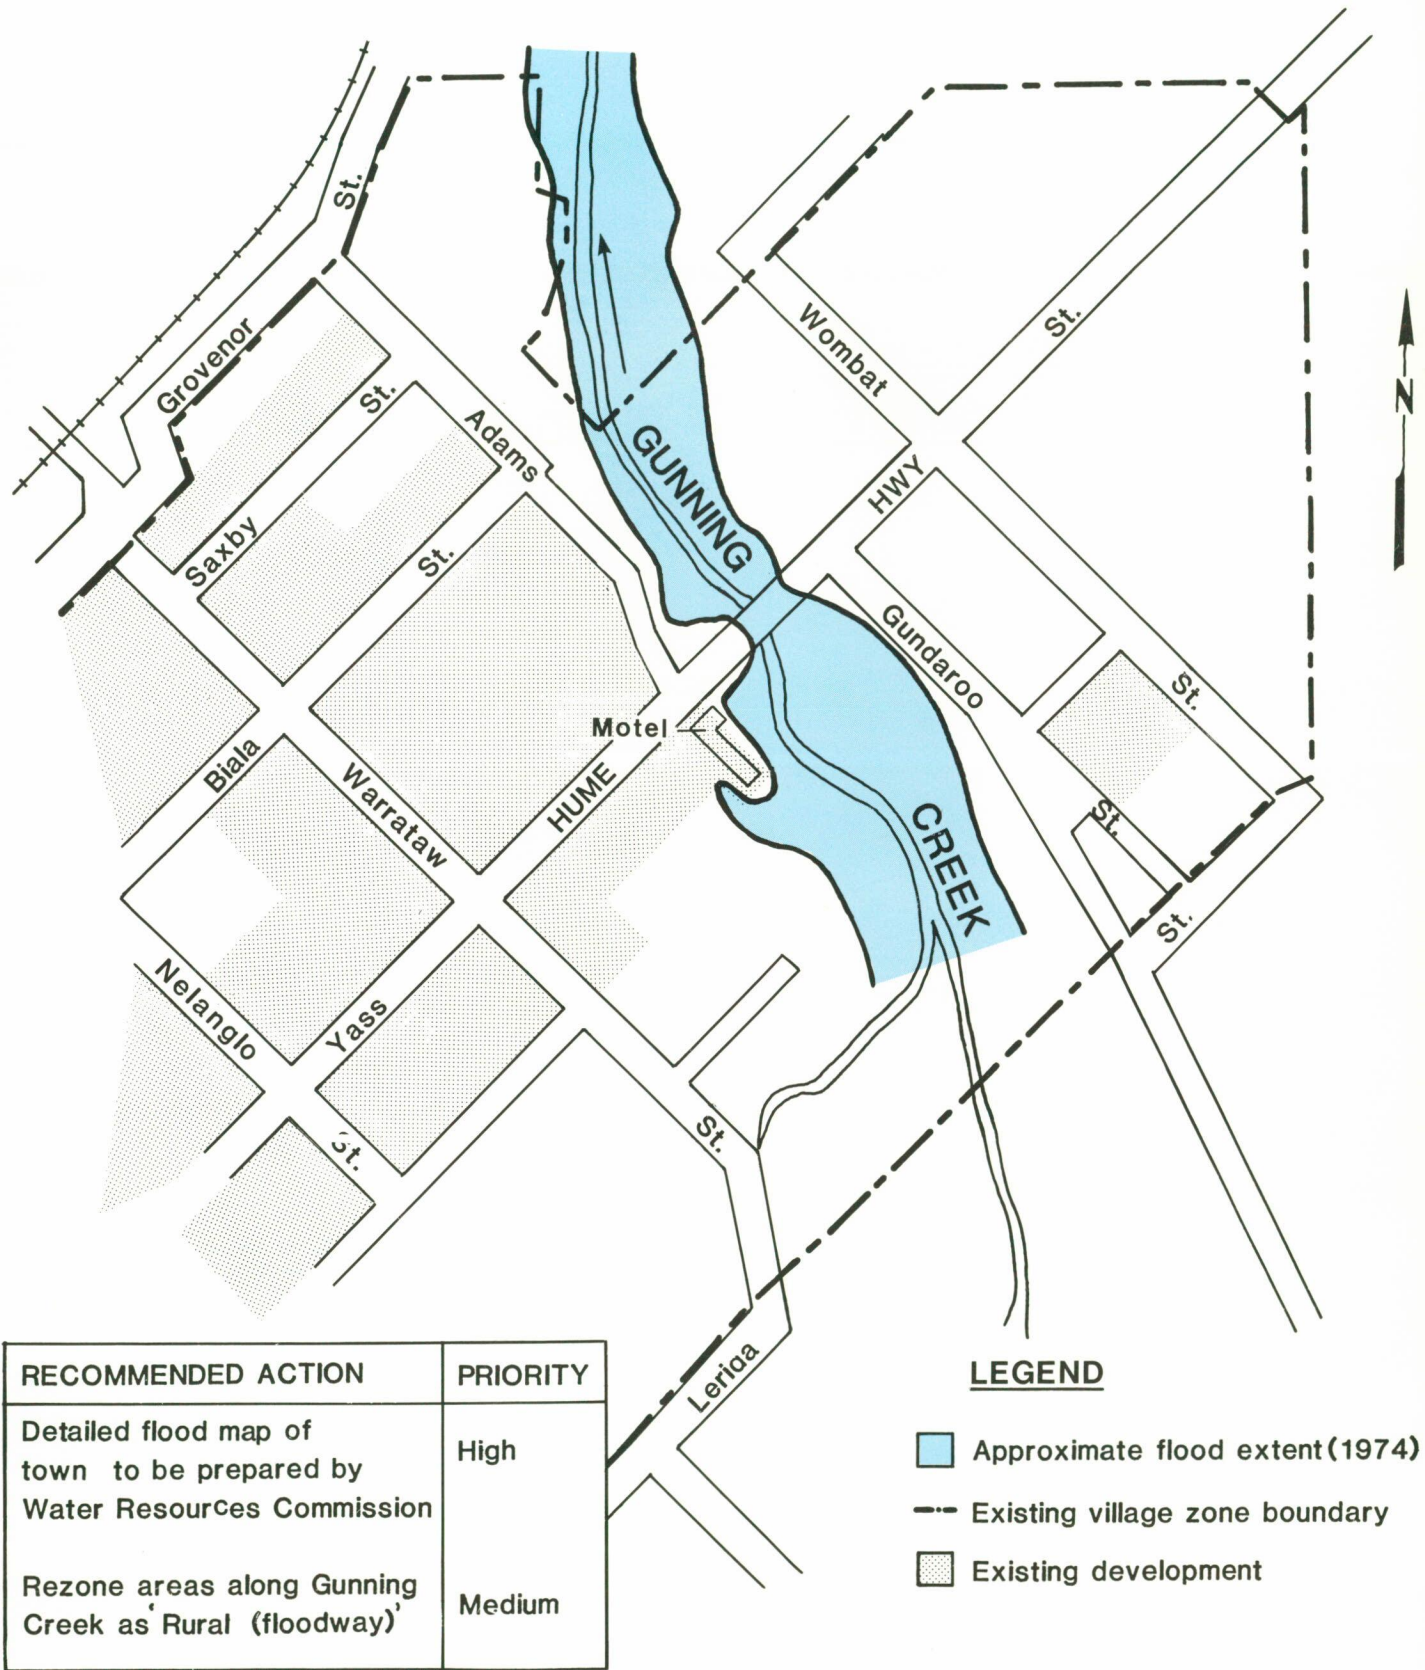 St.
Grovenor
St.
Saxby
Adams
St.
GUNNING
Wombat
St.
HWY
N
Gundaroo
St.
Motel
HUME
Biala
Warrataw
CREEK
St.
St.
Nelanglo
Yass
St.
St.
Leriga
RECOMMENDED ACTION PRIORITY
Detailed flood map of
town to be prepared by
Water Resources Commission
High
Rezone areas along Gunning
Creek as 'Rural (floodway)'
Medium
LEGEND
Approximate flood extent (1974)
Existing village zone boundary
Existing development